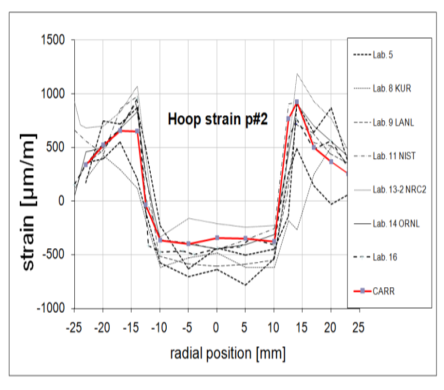 Hoop strain p#2
strain [µm/m]
1500
1000
500
0
-500
-1000
-25
-20
-15
-10
-5
0
5
10
15
20
25
radial position [mm]
Lab. 5
Lab. 8 KUR
Lab. 9 LANL
Lab. 11 NIST
Lab. 13-2 NRC2
Lab. 14 ORNL
Lab. 16
CARR